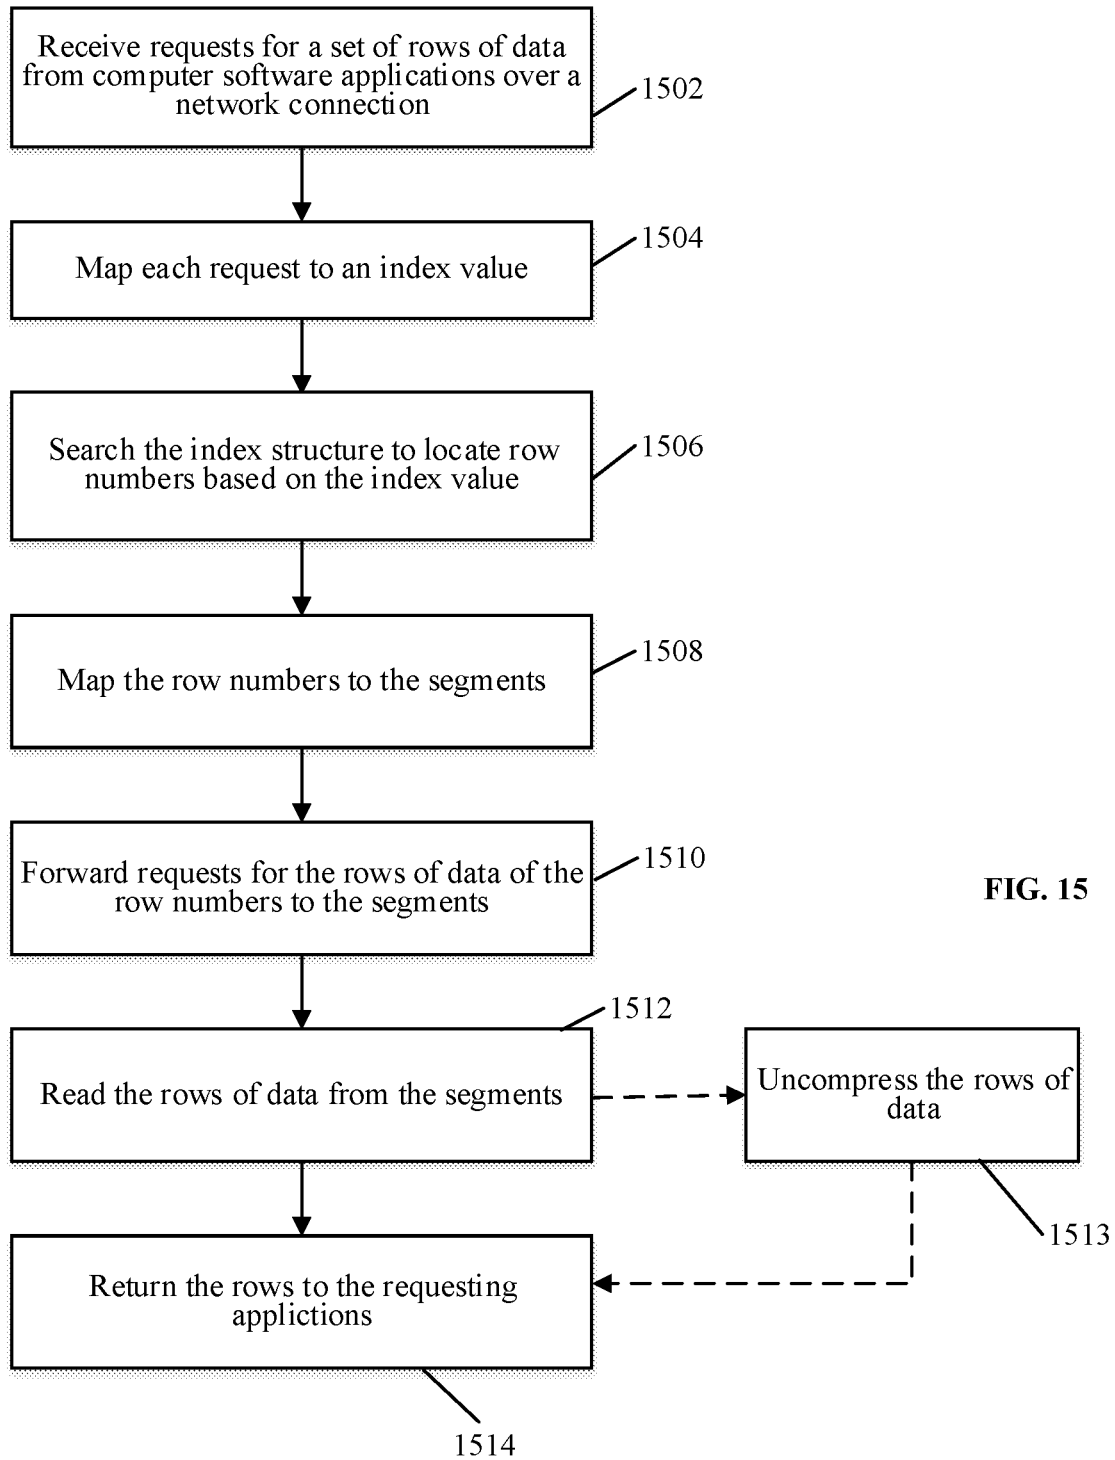 Receive requests for a set of rows of data
from computer software applications over a
network connection
1502
Map each request to an index value
1504
Search the index structure to locate row
numbers based on the index value
1506
Map the row numbers to the segments
1508
Forward requests for the rows of data of the
row numbers to the segments
1510
FIG. 15
Read the rows of data from the segments
1512
Uncompress the rows of
data
1513
Return the rows to the requesting
applictions
1514